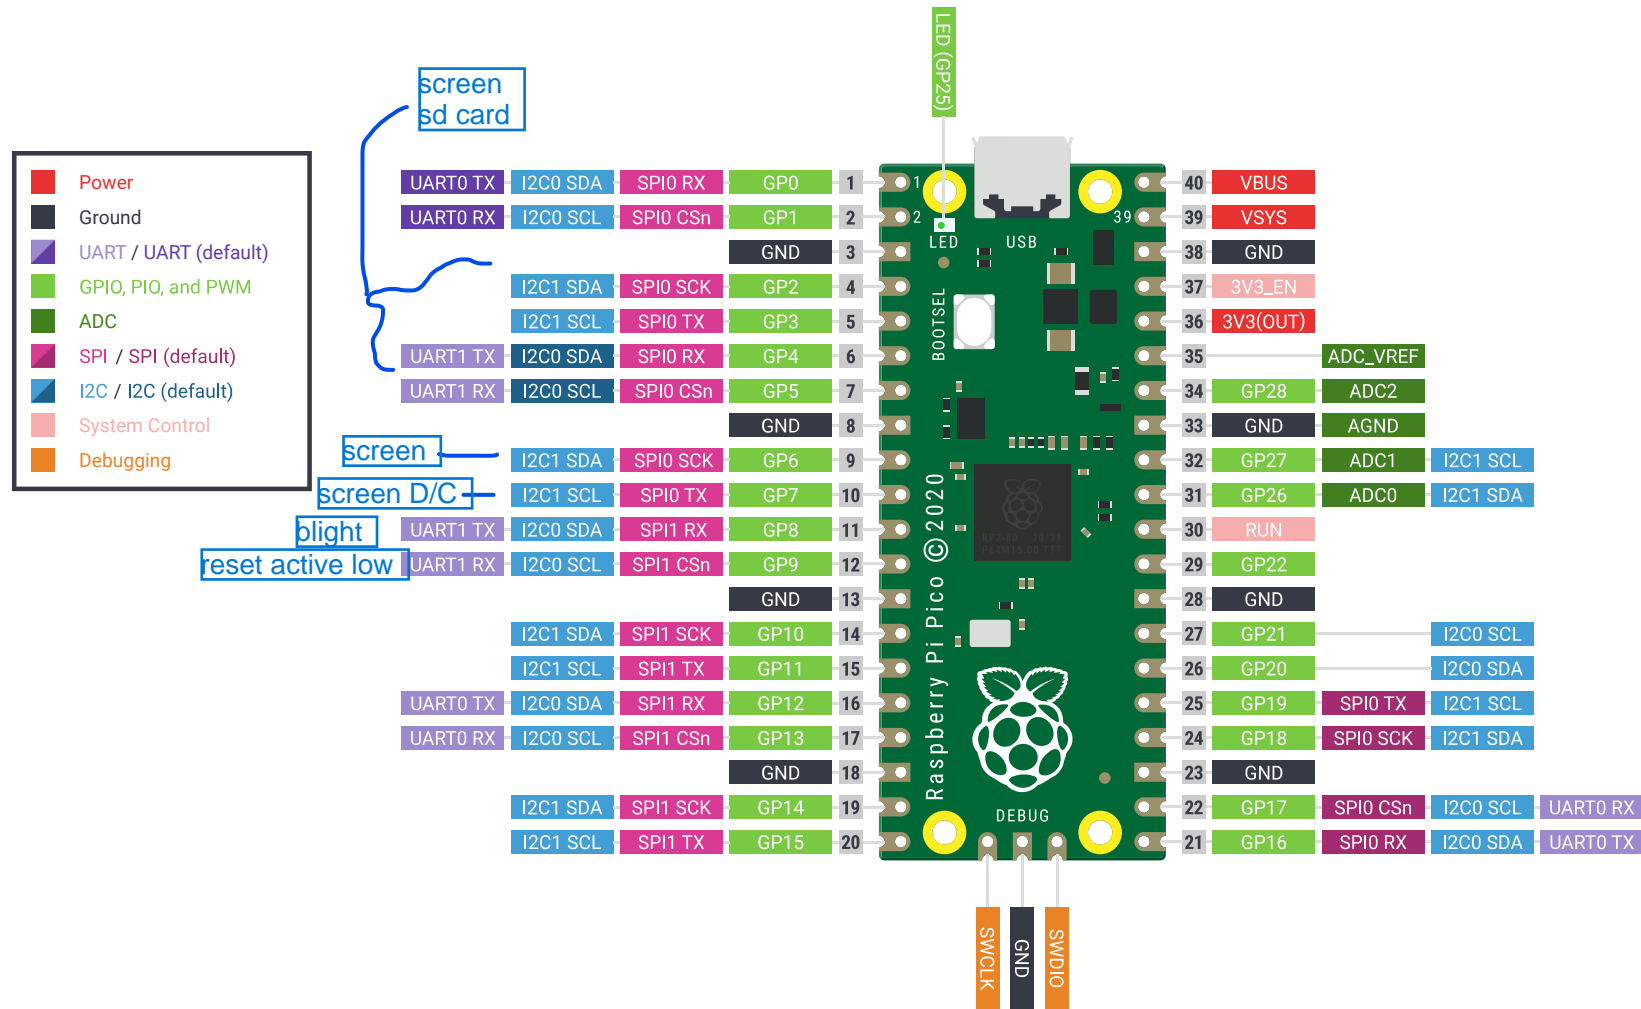 LED (GP25)
screen
sd card
Power
Ground
UART / UART (default)
GPIO, PIO, and PWM
ADC
SPI / SPI (default)
I2C / I2C (default)
System Control
Debugging
UART0 TX I2C0 SDA SPI0 RX GP0 1
UART0 RX I2C0 SCL SPI0 CSn GP1 2
GND 3
I2C1 SDA SPI0 SCK GP2 4
I2C1 SCL SPI0 TX GP3 5
UART1 TX I2C0 SDA SPI0 RX GP4 6
UART1 RX I2C0 SCL SPI0 CSn GP5 7
GND 8
screen I2C1 SDA SPI0 SCK GP6 9
screen D/C I2C1 SCL SPI0 TX GP7 10
blight UART1 TX I2C0 SDA SPI1 RX GP8 11
reset active low UART1 RX I2C0 SCL SPI1 CSn GP9 12
GND 13
I2C1 SDA SPI1 SCK GP10 14
I2C1 SCL SPI1 TX GP11 15
UART0 TX I2C0 SDA SPI1 RX GP12 16
UART0 RX I2C0 SCL SPI1 CSn GP13 17
GND 18
I2C1 SDA SPI1 SCK GP14 19
I2C1 SCL SPI1 TX GP15 20
1
2
39
LED
USB
BOOTSEL
Raspberry Pi Pico © 2020
DEBUG
40 VBUS
39 VSYS
38 GND
37 3V3_EN
36 3V3(OUT)
35 ADC_VREF
34 GP28 ADC2
33 GND AGND
32 GP27 ADC1 I2C1 SCL
31 GP26 ADC0 I2C1 SDA
30 RUN
29 GP22
28 GND
27 GP21 I2C0 SCL
26 GP20 I2C0 SDA
25 GP19 SPI0 TX I2C1 SCL
24 GP18 SPI0 SCK I2C1 SDA
23 GND
22 GP17 SPI0 CSn I2C0 SCL UART0 RX
21 GP16 SPI0 RX I2C0 SDA UART0 TX
SWCLK
GND
SWDIO